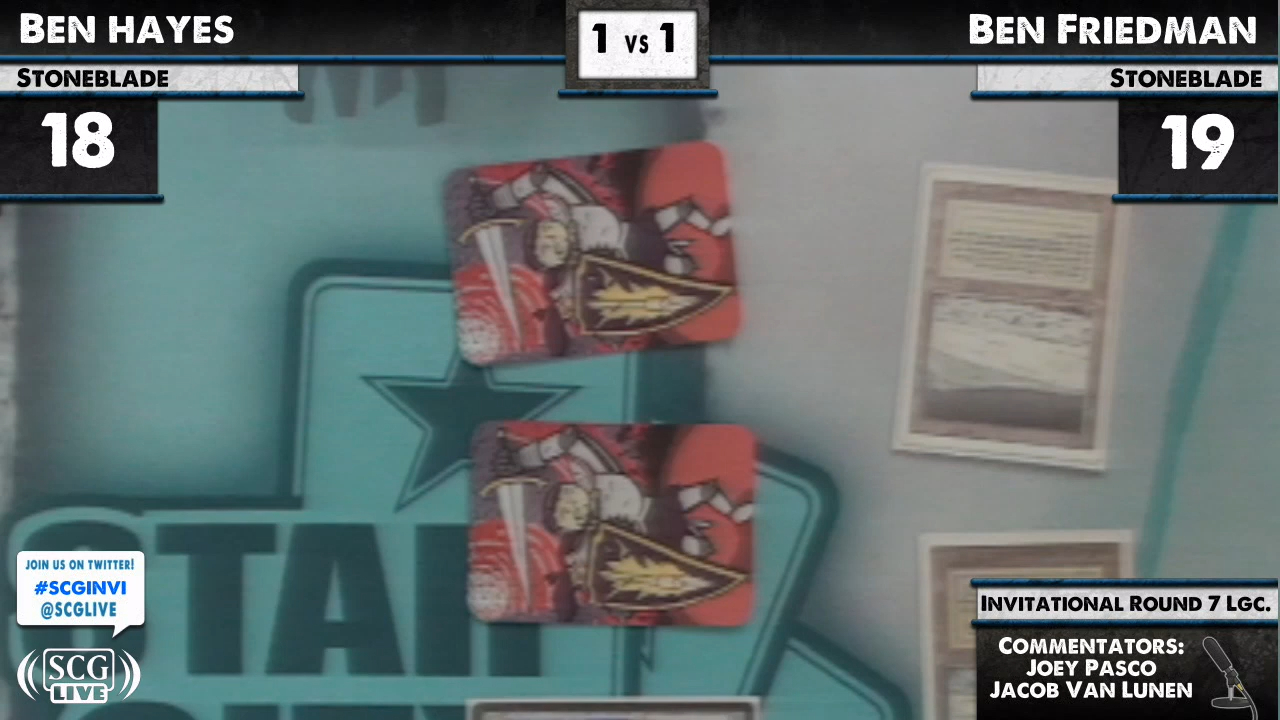 BEN HAYES
1 VS 1
BEN FRIEDMAN
STONEBLADE
STONEBLADE
18
19
STAR
JOIN US ON TWITTER!
#SCGINVI
@SCGLIVE
SCG
LIVE
INVITATIONAL ROUND 7 LGC.
COMMENTATORS:
JOEY PASCO
JACOB VAN LUNEN